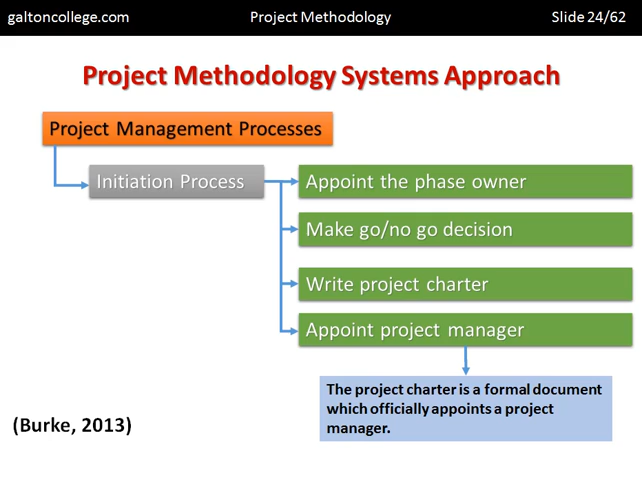 galtoncollege.com Project Methodology Slide 24/62
Project Methodology Systems Approach
Project Management Processes
Initiation Process
Appoint the phase owner
Make go/no go decision
Write project charter
Appoint project manager
The project charter is a formal document
which officially appoints a project
manager.
(Burke, 2013)